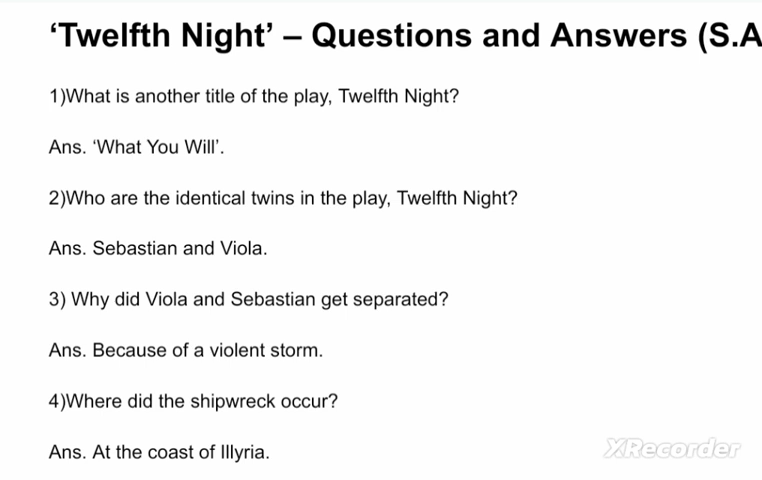 ‘Twelfth Night’ – Questions and Answers (S.A
1)What is another title of the play, Twelfth Night?
Ans. ‘What You Will’.
2)Who are the identical twins in the play, Twelfth Night?
Ans. Sebastian and Viola.
3) Why did Viola and Sebastian get separated?
Ans. Because of a violent storm.
4)Where did the shipwreck occur?
Ans. At the coast of Illyria.
XRecorder